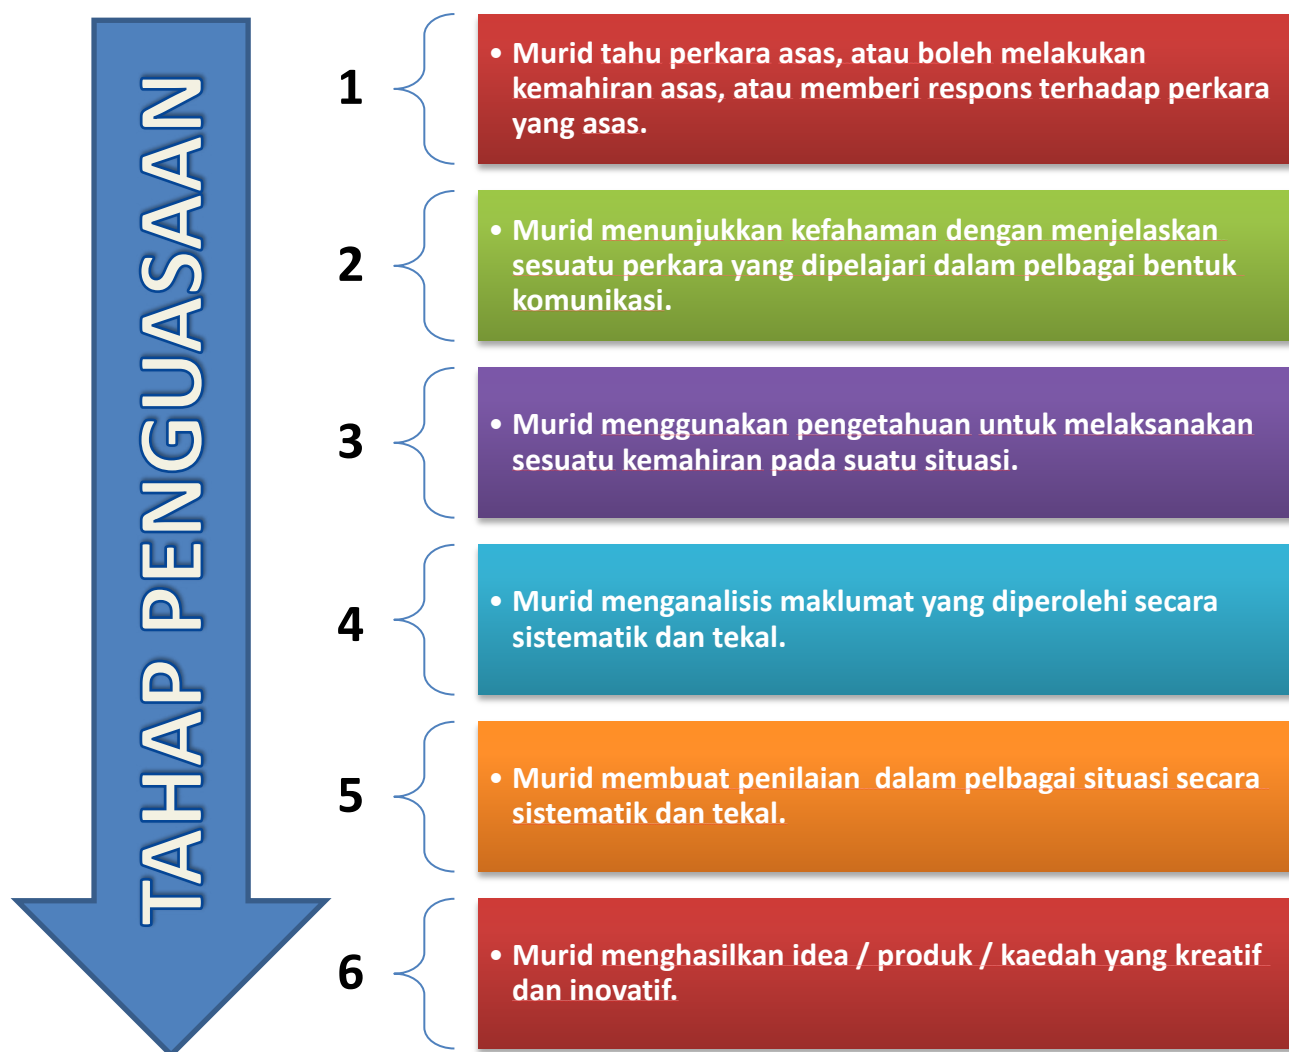 TAHAP PENGUASAAN
1
• Murid tahu perkara asas, atau boleh melakukan
kemahiran asas, atau memberi respons terhadap perkara
yang asas.
2
• Murid menunjukkan kefahaman dengan menjelaskan
sesuatu perkara yang dipelajari dalam pelbagai bentuk
komunikasi.
3
• Murid menggunakan pengetahuan untuk melaksanakan
sesuatu kemahiran pada suatu situasi.
4
• Murid menganalisis maklumat yang diperolehi secara
sistematik dan tekal.
5
• Murid membuat penilaian  dalam pelbagai situasi secara
sistematik dan tekal.
6
• Murid menghasilkan idea / produk / kaedah yang kreatif
dan inovatif.